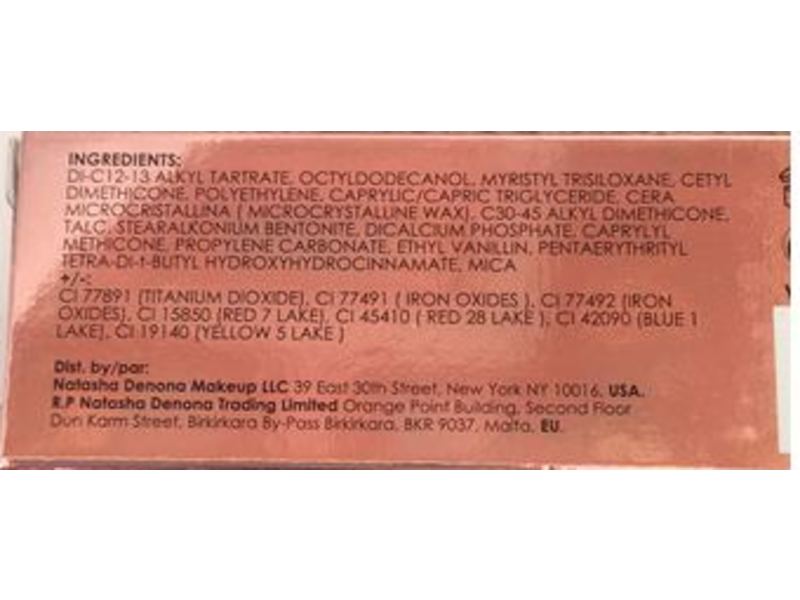 INGREDIENTS:
DI-C12-13 ALKYL TARTRATE, OCTYLDODECANOL, MYRISTYL TRISILOXANE, CETYL
DIMETHICONE, POLYETHYLENE, CAPRYLIC/CAPRIC TRIGLYCERIDE, CERA
MICROCRISTALLINA ( MICROCRYSTALLINE WAX), C30-45 ALKYL DIMETHICONE,
TALC, STEARALKONIUM BENTONITE, DICALCIUM PHOSPHATE, CAPRYLYL
METHICONE, PROPYLENE CARBONATE, ETHYL VANILLIN, PENTAERYTHRITYL
TETRA-DI-t-BUTYL HYDROXYHYDROCINNAMATE, MICA
+/-:
CI 77891 (TITANIUM DIOXIDE), CI 77491 ( IRON OXIDES ), CI 77492 (IRON
OXIDES), CI 15850 (RED 7 LAKE), CI 45410 ( RED 28 LAKE ), CI 42090 (BLUE 1
LAKE), CI 19140 (YELLOW 5 LAKE )
Dist. by/par:
Natasha Denona Makeup LLC 39 East 30th Street, New York NY 10016, USA.
R.P Natasha Denona Trading Limited Orange Point Building, Second Floor
Dun Karm Street, Birkirkara By-Pass Birkirkara, BKR 9037, Malta, EU.